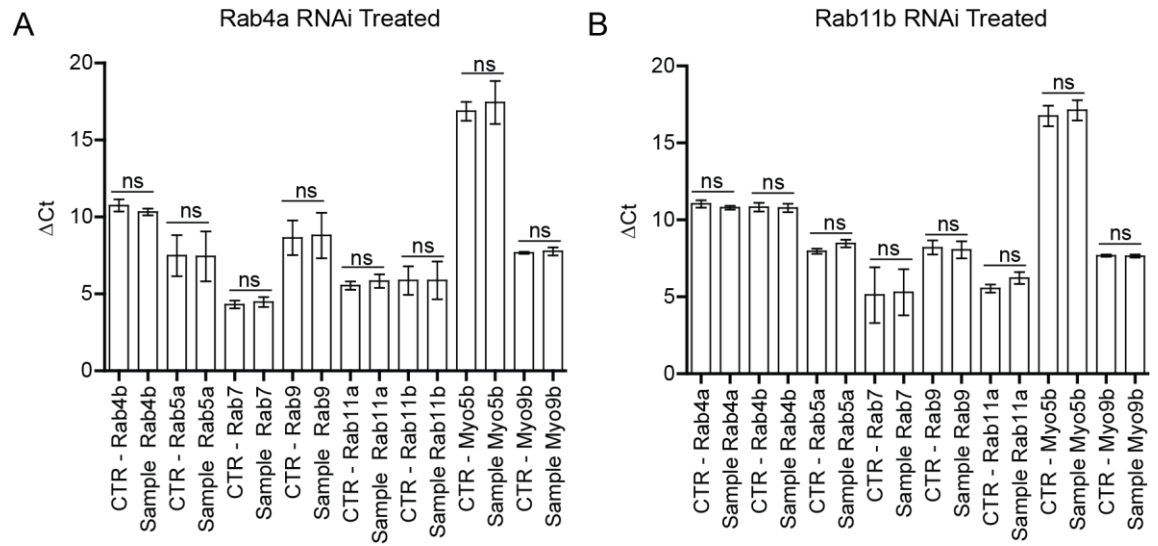 A
Rab4a RNAi Treated
ΔCt
20
15
10
5
0
ns
ns
ns
ns
ns
ns
ns
ns
CTR - Rab4b
Sample Rab4b
CTR - Rab5a
Sample Rab5a
CTR - Rab7
Sample Rab7
CTR - Rab9
Sample Rab9
CTR - Rab11a
Sample Rab11a
CTR - Rab11b
Sample Rab11b
CTR - Myo5b
Sample Myo5b
CTR - Myo9b
Sample Myo9b
B
Rab11b RNAi Treated
ΔCt
20
15
10
5
0
ns
ns
ns
ns
ns
ns
ns
ns
CTR - Rab4a
Sample Rab4a
CTR - Rab4b
Sample Rab4b
CTR - Rab5a
Sample Rab5a
CTR - Rab7
Sample Rab7
CTR - Rab9
Sample Rab9
CTR - Rab11a
Sample Rab11a
CTR - Myo5b
Sample Myo5b
CTR - Myo9b
Sample Myo9b